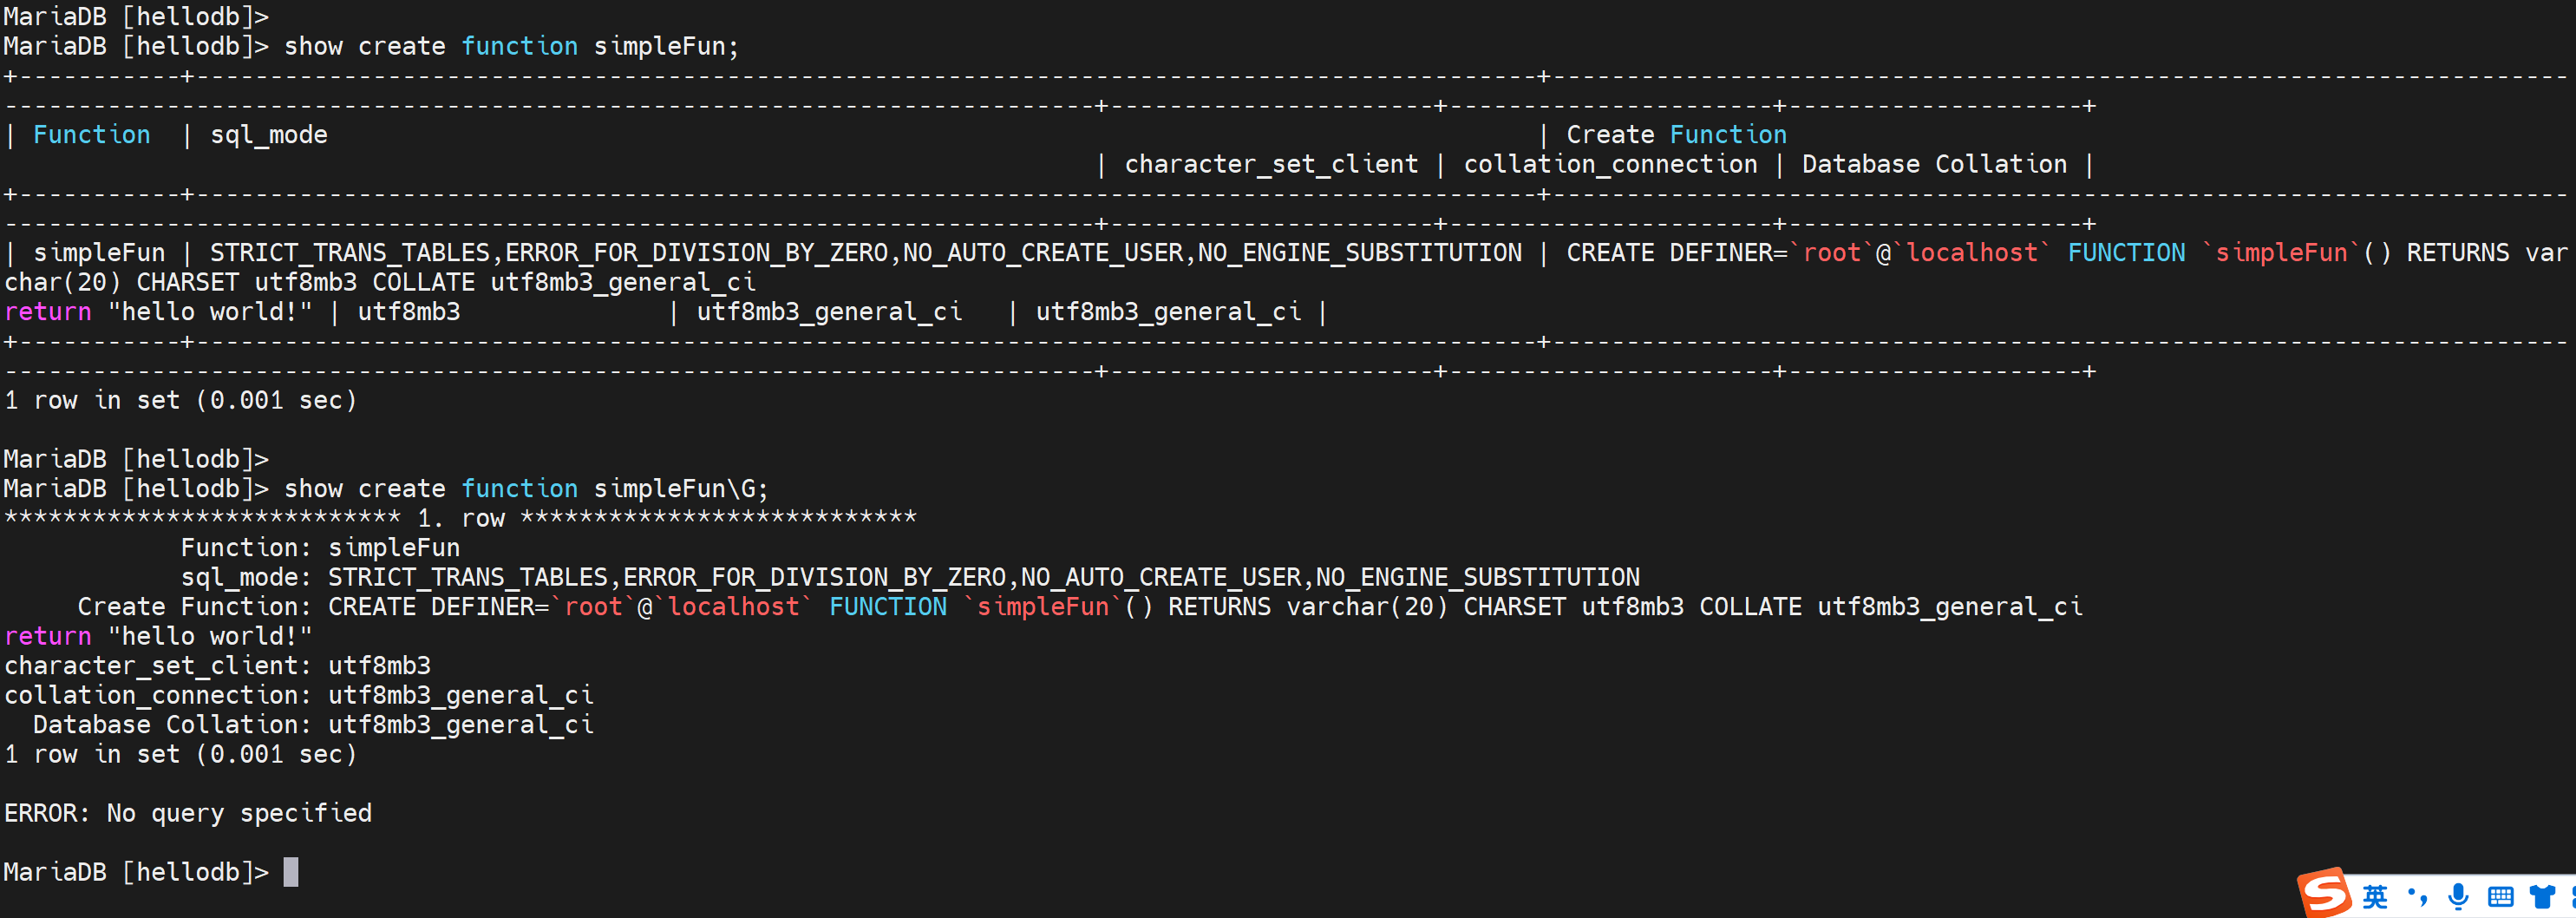 MariaDB [hellodb]>
MariaDB [hellodb]> show create function simpleFun;
+-----------+-------------------------------------------------------------------------------------------+---------------------------------------------------------------------
--------------------------------------------------------------------------+----------------------+----------------------+--------------------+
| Function  | sql_mode                                                                                  | Create Function
                                                                          | character_set_client | collation_connection | Database Collation |
+-----------+-------------------------------------------------------------------------------------------+---------------------------------------------------------------------
--------------------------------------------------------------------------+----------------------+----------------------+--------------------+
| simpleFun | STRICT_TRANS_TABLES,ERROR_FOR_DIVISION_BY_ZERO,NO_AUTO_CREATE_USER,NO_ENGINE_SUBSTITUTION | CREATE DEFINER=`root`@`localhost` FUNCTION `simpleFun`() RETURNS var
char(20) CHARSET utf8mb3 COLLATE utf8mb3_general_ci
return "hello world!" | utf8mb3              | utf8mb3_general_ci   | utf8mb3_general_ci |
+-----------+-------------------------------------------------------------------------------------------+---------------------------------------------------------------------
--------------------------------------------------------------------------+----------------------+----------------------+--------------------+
1 row in set (0.001 sec)
MariaDB [hellodb]>
MariaDB [hellodb]> show create function simpleFun\G;
*************************** 1. row ***************************
            Function: simpleFun
            sql_mode: STRICT_TRANS_TABLES,ERROR_FOR_DIVISION_BY_ZERO,NO_AUTO_CREATE_USER,NO_ENGINE_SUBSTITUTION
     Create Function: CREATE DEFINER=`root`@`localhost` FUNCTION `simpleFun`() RETURNS varchar(20) CHARSET utf8mb3 COLLATE utf8mb3_general_ci
return "hello world!"
character_set_client: utf8mb3
collation_connection: utf8mb3_general_ci
  Database Collation: utf8mb3_general_ci
1 row in set (0.001 sec)
ERROR: No query specified
MariaDB [hellodb]>
S 英